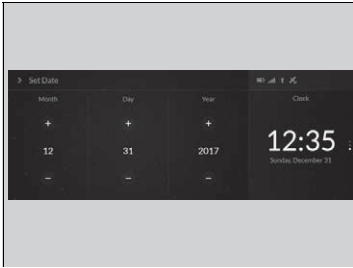 Set Date
Month Day Year Clock
+ + +
12 31 2017 12:35
Sunday, December 31
− − −